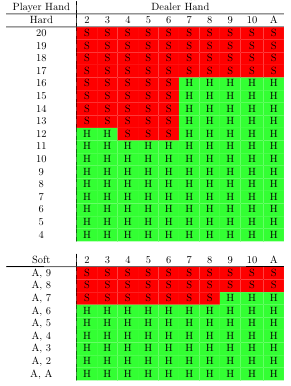 Player Hand Dealer Hand
Hard 2 3 4 5 6 7 8 9 10 A
20 S S S S S S S S S S
19 S S S S S S S S S S
18 S S S S S S S S S S
17 S S S S S S S S S S
16 S S S S S H H H H H
15 S S S S S H H H H H
14 S S S S S H H H H H
13 S S S S S H H H H H
12 H H S S S H H H H H
11 H H H H H H H H H H
10 H H H H H H H H H H
9 H H H H H H H H H H
8 H H H H H H H H H H
7 H H H H H H H H H H
6 H H H H H H H H H H
5 H H H H H H H H H H
4 H H H H H H H H H H
Soft 2 3 4 5 6 7 8 9 10 A
A, 9 S S S S S S S S S S
A, 8 S S S S S S S S S S
A, 7 S S S S S S S H H H
A, 6 H H H H H H H H H H
A, 5 H H H H H H H H H H
A, 4 H H H H H H H H H H
A, 3 H H H H H H H H H H
A, 2 H H H H H H H H H H
A, A H H H H H H H H H H